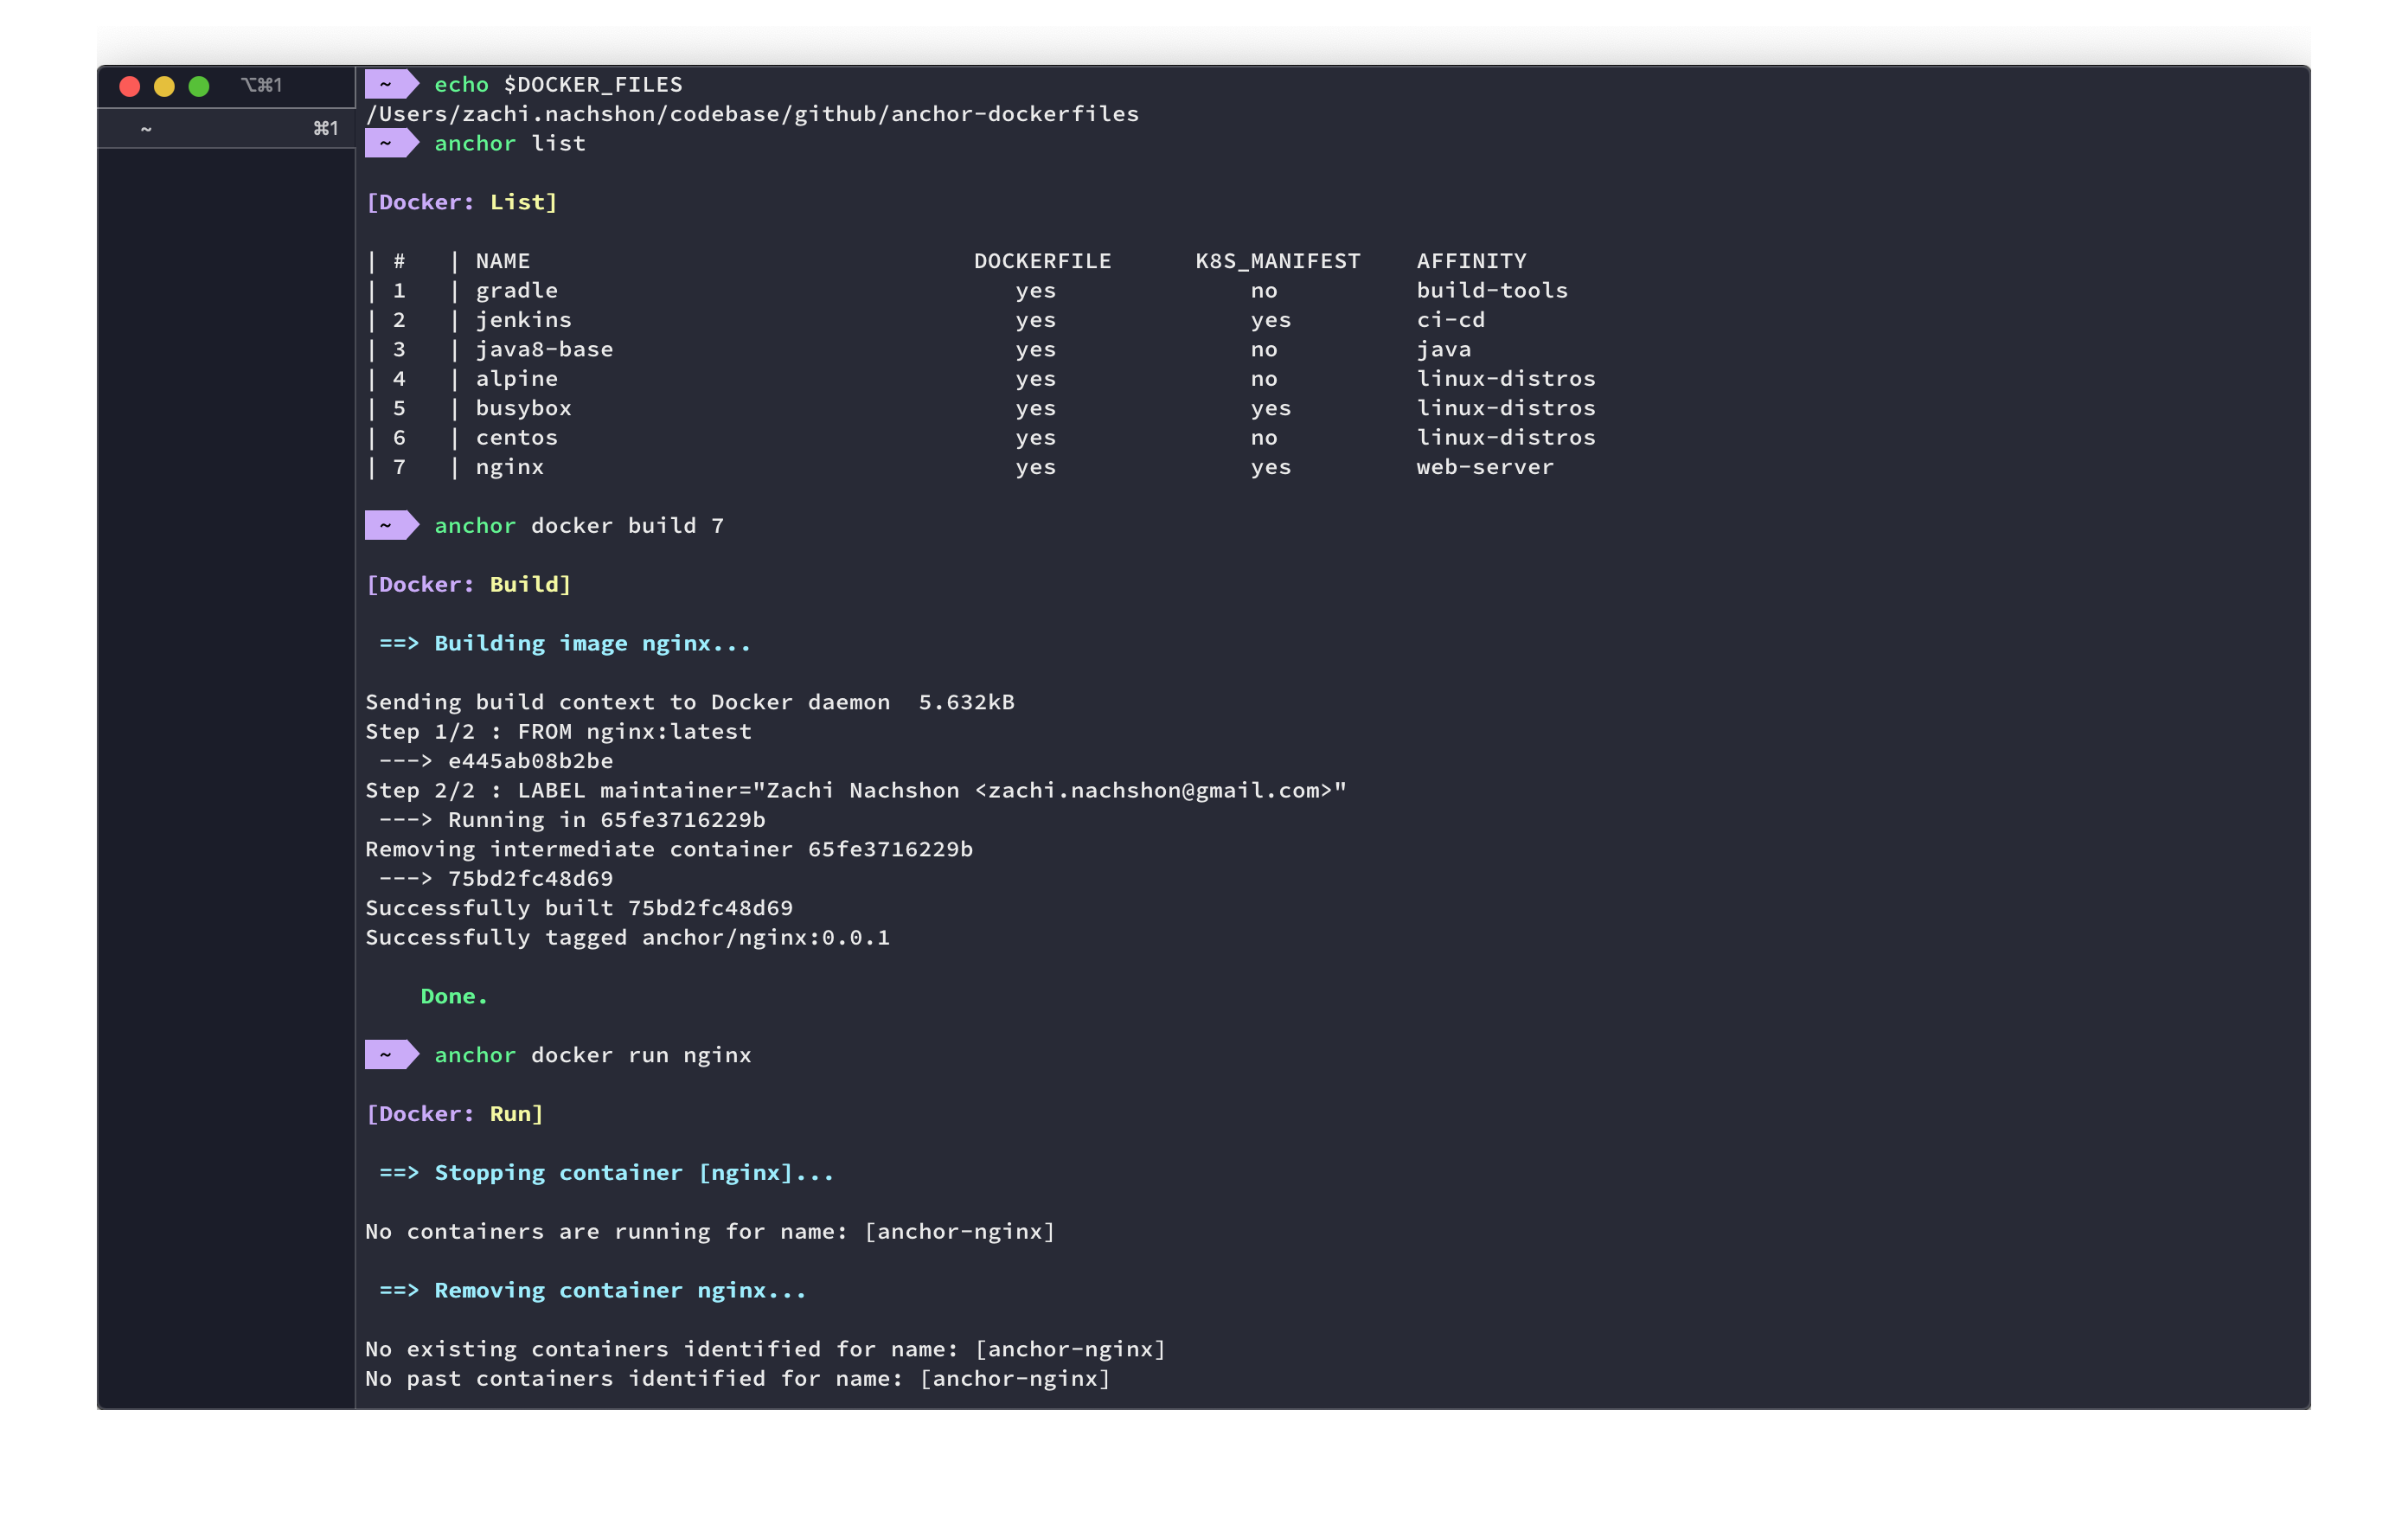 ⌥⌘1
~ ⌘1
~ echo $DOCKER_FILES
/Users/zachi.nachshon/codebase/github/anchor-dockerfiles
~ anchor list
[Docker: List]
| #   | NAME                                DOCKERFILE      K8S_MANIFEST    AFFINITY
| 1   | gradle                                 yes              no          build-tools
| 2   | jenkins                                yes              yes         ci-cd
| 3   | java8-base                             yes              no          java
| 4   | alpine                                 yes              no          linux-distros
| 5   | busybox                                yes              yes         linux-distros
| 6   | centos                                 yes              no          linux-distros
| 7   | nginx                                  yes              yes         web-server
~ anchor docker build 7
[Docker: Build]
==> Building image nginx...
Sending build context to Docker daemon  5.632kB
Step 1/2 : FROM nginx:latest
---> e445ab08b2be
Step 2/2 : LABEL maintainer="Zachi Nachshon <zachi.nachshon@gmail.com>"
---> Running in 65fe3716229b
Removing intermediate container 65fe3716229b
---> 75bd2fc48d69
Successfully built 75bd2fc48d69
Successfully tagged anchor/nginx:0.0.1
Done.
~ anchor docker run nginx
[Docker: Run]
==> Stopping container [nginx]...
No containers are running for name: [anchor-nginx]
==> Removing container nginx...
No existing containers identified for name: [anchor-nginx]
No past containers identified for name: [anchor-nginx]